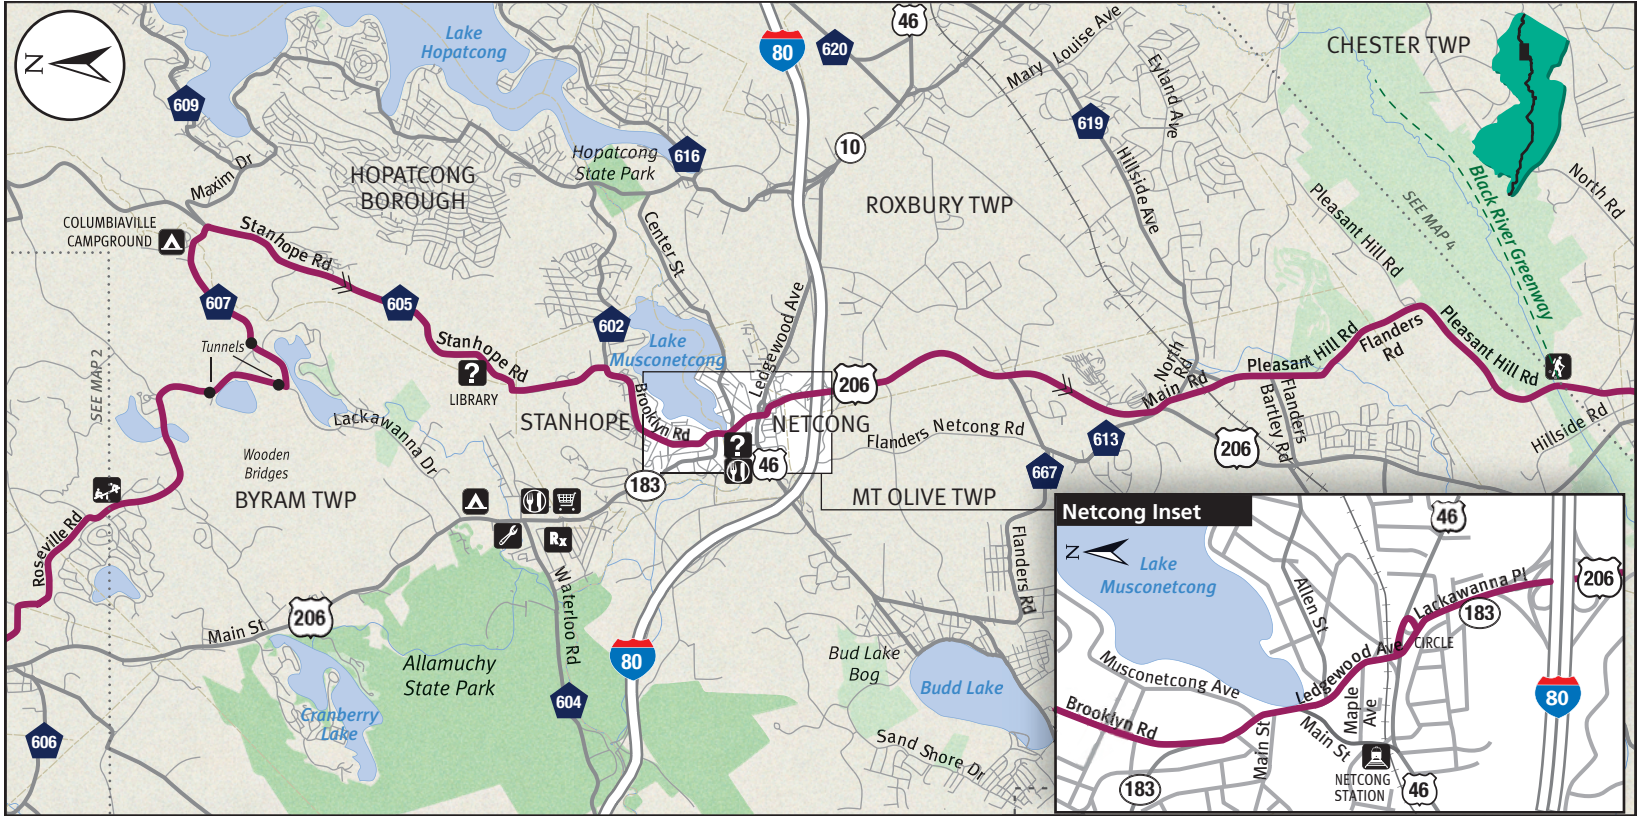 N
Lake
Hopatcong
80
620
46
CHESTER TWP
609
Mary Louise Ave
Eyland Ave
619
10
616
Hopatcong
State Park
Maxim Dr
HOPATCONG
BOROUGH
Hillside Ave
ROXBURY TWP
Pleasant Hill Rd
SEE MAP 4
Black River Greenway
North Rd
COLUMBIAVILLE
CAMPGROUND
Stanhope Rd
Center St
607
605
602
Tunnels
Stanhope Rd
Lake
Musconetcong
Ledgewood Ave
SEE MAP 2
?
LIBRARY
206
North
Rd
Main Rd
Pleasant Hill Rd
Flanders
Rd
Pleasant Hill Rd
Bartley Rd
Flanders
Hillside Rd
STANHOPE
Brooklyn Rd
NETCONG
Lackawanna Dr
Flanders Netcong Rd
613
206
?
46
667
183
Wooden
Bridges
BYRAM TWP
MT OLIVE TWP
Rx
Roseville Rd
Waterloo Rd
Flanders Rd
206
Main St
80
Allamuchy
State Park
Bud Lake
Bog
Budd Lake
604
Cranberry
Lake
606
Sand Shore Dr
Netcong Inset
N
Lake
Musconetcong
46
Allen St
Lackawanna Pl
206
183
CIRCLE
Musconetcong Ave
Ledgewood Ave
Brooklyn Rd
Main St
Main St
Maple
Ave
80
NETCONG
STATION
183
46